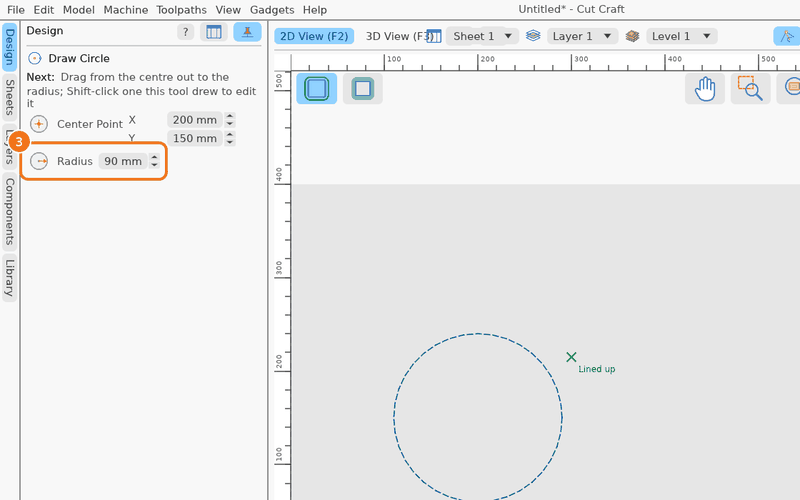 File Edit Model Machine Toolpaths View Gadgets Help
Untitled* - Cut Craft
Design
?
2D View (F2)
3D View (F3)
Sheet 1
Layer 1
Level 1
Design
Sheets
Layers
Components
Library
Draw Circle
Next: Drag from the centre out to the
radius; Shift-click one this tool drew to edit
it
Center Point X 200 mm
Y 150 mm
3
Radius 90 mm
100 200 300 400 500
500
400
300
200
100
Lined up